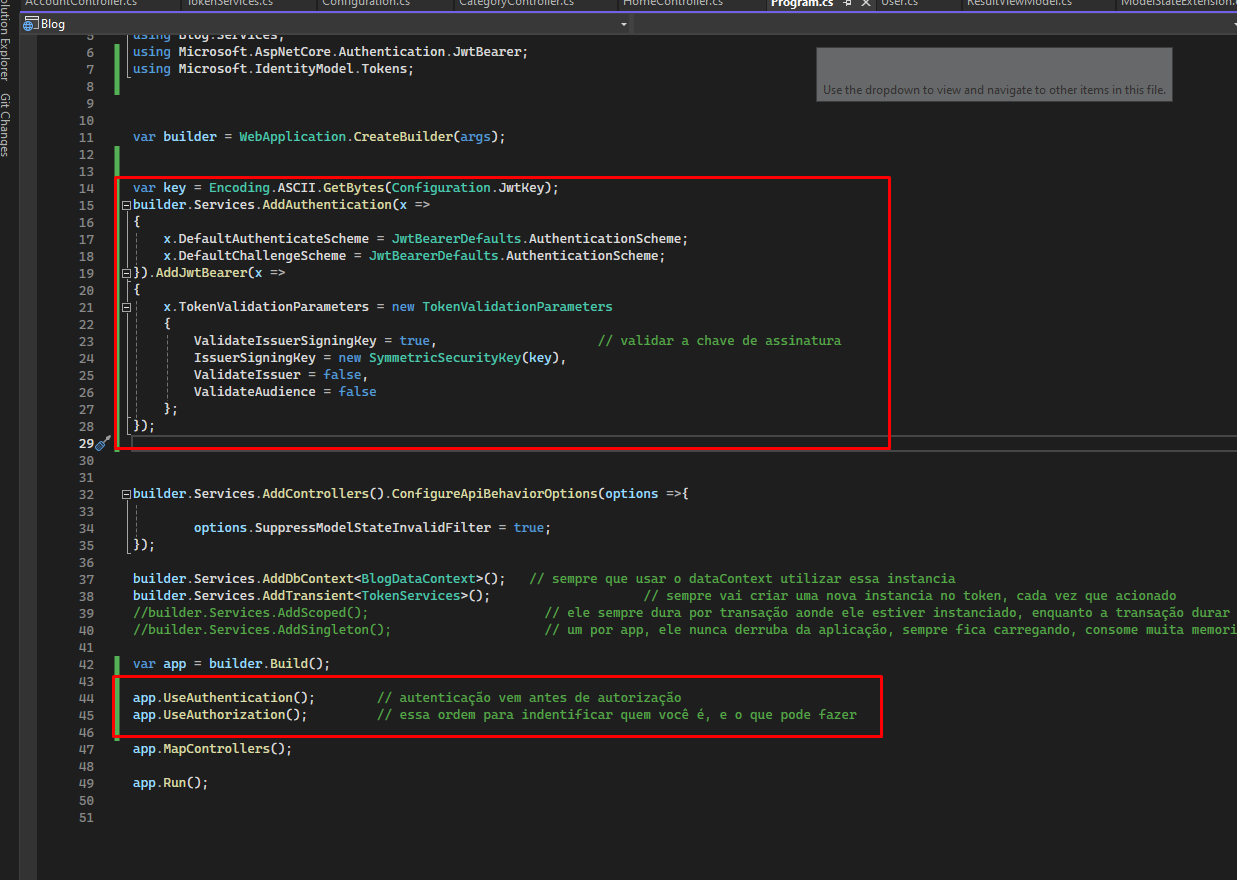 AccountController.cs TokenServices.cs Configuration.cs CategoryController.cs HomeController.cs Program.cs User.cs ResultViewModel.cs ModelStateExtension.
Solution Explorer
Git Changes
Blog
5 using Blog.Services;
6 using Microsoft.AspNetCore.Authentication.JwtBearer;
7 using Microsoft.IdentityModel.Tokens;
Use the dropdown to view and navigate to other items in this file.
8
9
10
11 var builder = WebApplication.CreateBuilder(args);
12
13
14 var key = Encoding.ASCII.GetBytes(Configuration.JwtKey);
15 builder.Services.AddAuthentication(x =>
16 {
17 x.DefaultAuthenticateScheme = JwtBearerDefaults.AuthenticationScheme;
18 x.DefaultChallengeScheme = JwtBearerDefaults.AuthenticationScheme;
19 }).AddJwtBearer(x =>
20 {
21 x.TokenValidationParameters = new TokenValidationParameters
22 {
23 ValidateIssuerSigningKey = true, // validar a chave de assinatura
24 IssuerSigningKey = new SymmetricSecurityKey(key),
25 ValidateIssuer = false,
26 ValidateAudience = false
27 };
28 });
29
30
31
32 builder.Services.AddControllers().ConfigureApiBehaviorOptions(options =>{
33
34 options.SuppressModelStateInvalidFilter = true;
35 });
36
37 builder.Services.AddDbContext<BlogDataContext>(); // sempre que usar o dataContext utilizar essa instancia
38 builder.Services.AddTransient<TokenServices>(); // sempre vai criar uma nova instancia no token, cada vez que acionado
39 //builder.Services.AddScoped(); // ele sempre dura por transação aonde ele estiver instanciado, enquanto a transação durar
40 //builder.Services.AddSingleton(); // um por app, ele nunca derruba da aplicação, sempre fica carregando, consome muita memori
41
42 var app = builder.Build();
43
44 app.UseAuthentication(); // autenticação vem antes de autorização
45 app.UseAuthorization(); // essa ordem para indentificar quem você é, e o que pode fazer
46
47 app.MapControllers();
48
49 app.Run();
50
51